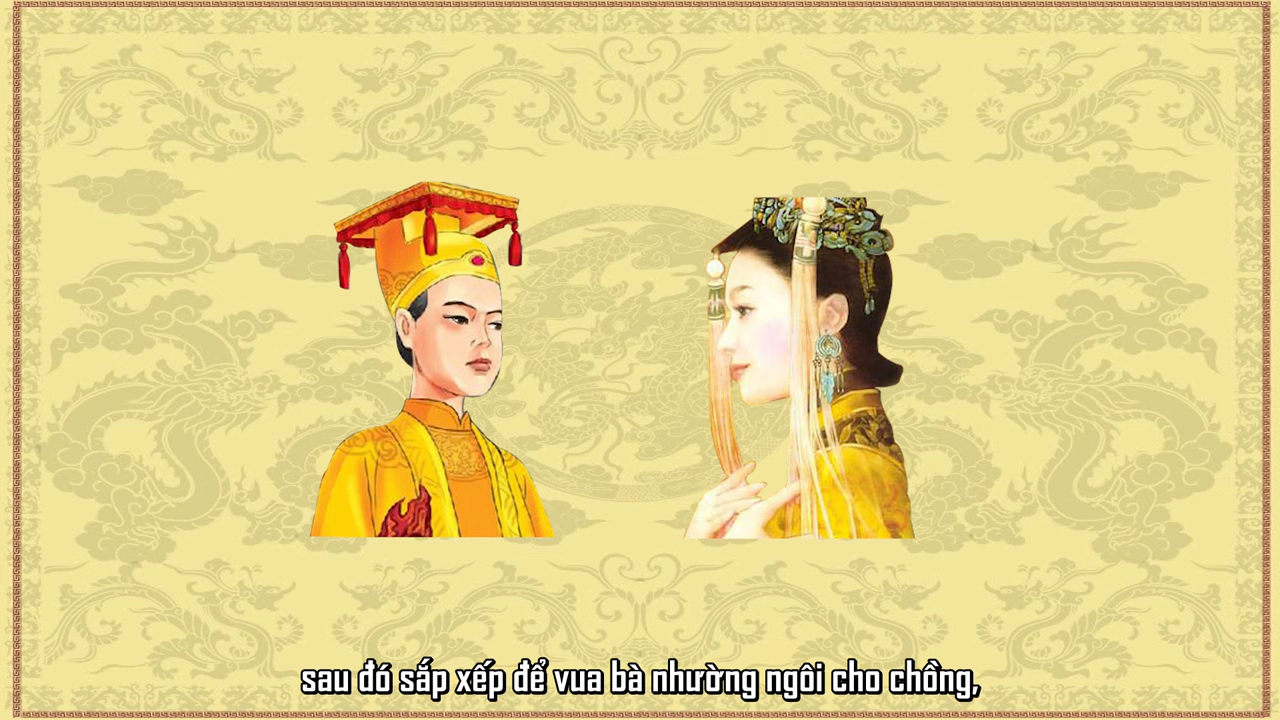 sau đó sắp xếp để vua bà nhường ngôi cho chồng,